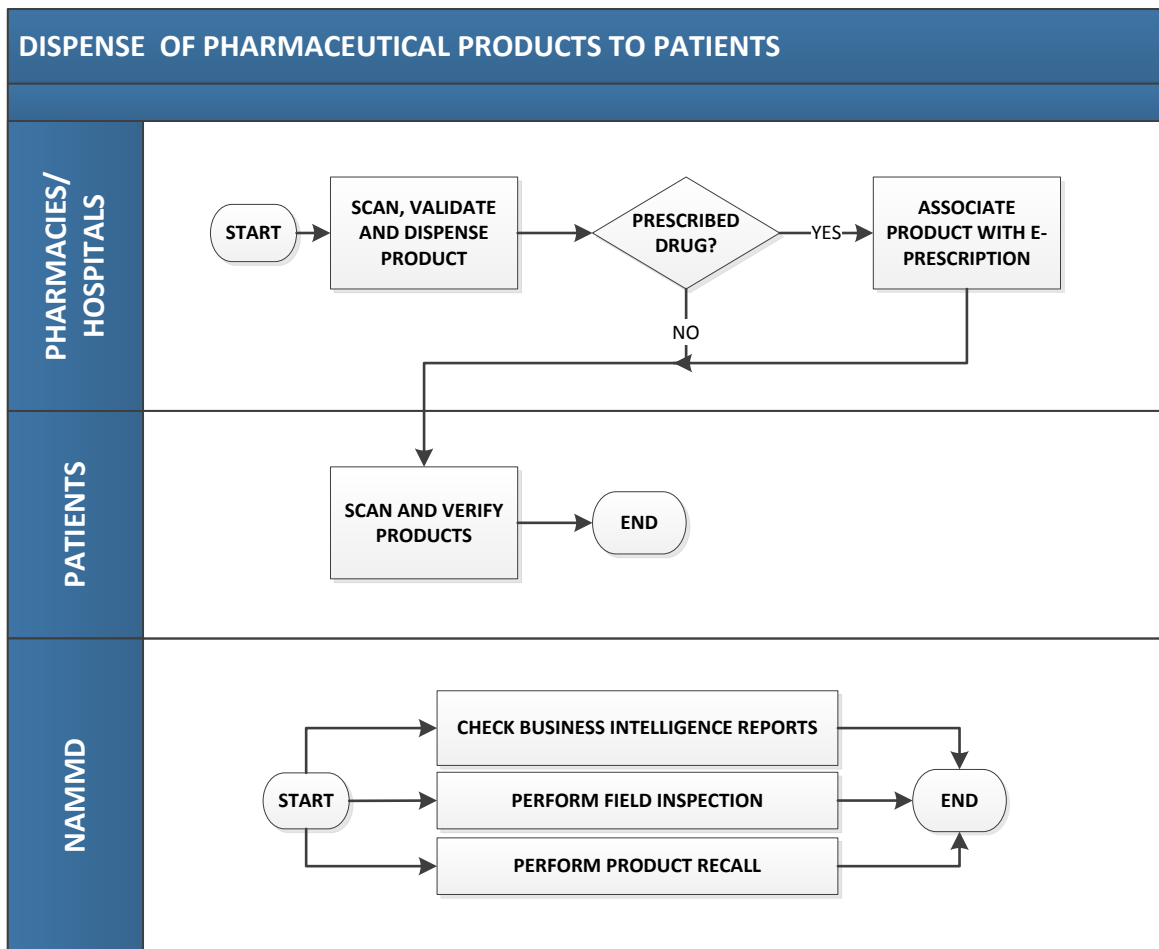 DISPENSE OF PHARMACEUTICAL PRODUCTS TO PATIENTS
PHARMACIES/
HOSPITALS
START
SCAN, VALIDATE
AND DISPENSE
PRODUCT
PRESCRIBED
DRUG?
YES
ASSOCIATE
PRODUCT WITH E-
PRESCRIPTION
NO
PATIENTS
SCAN AND VERIFY
PRODUCTS
END
NAMMD
START
CHECK BUSINESS INTELLIGENCE REPORTS
PERFORM FIELD INSPECTION
PERFORM PRODUCT RECALL
END